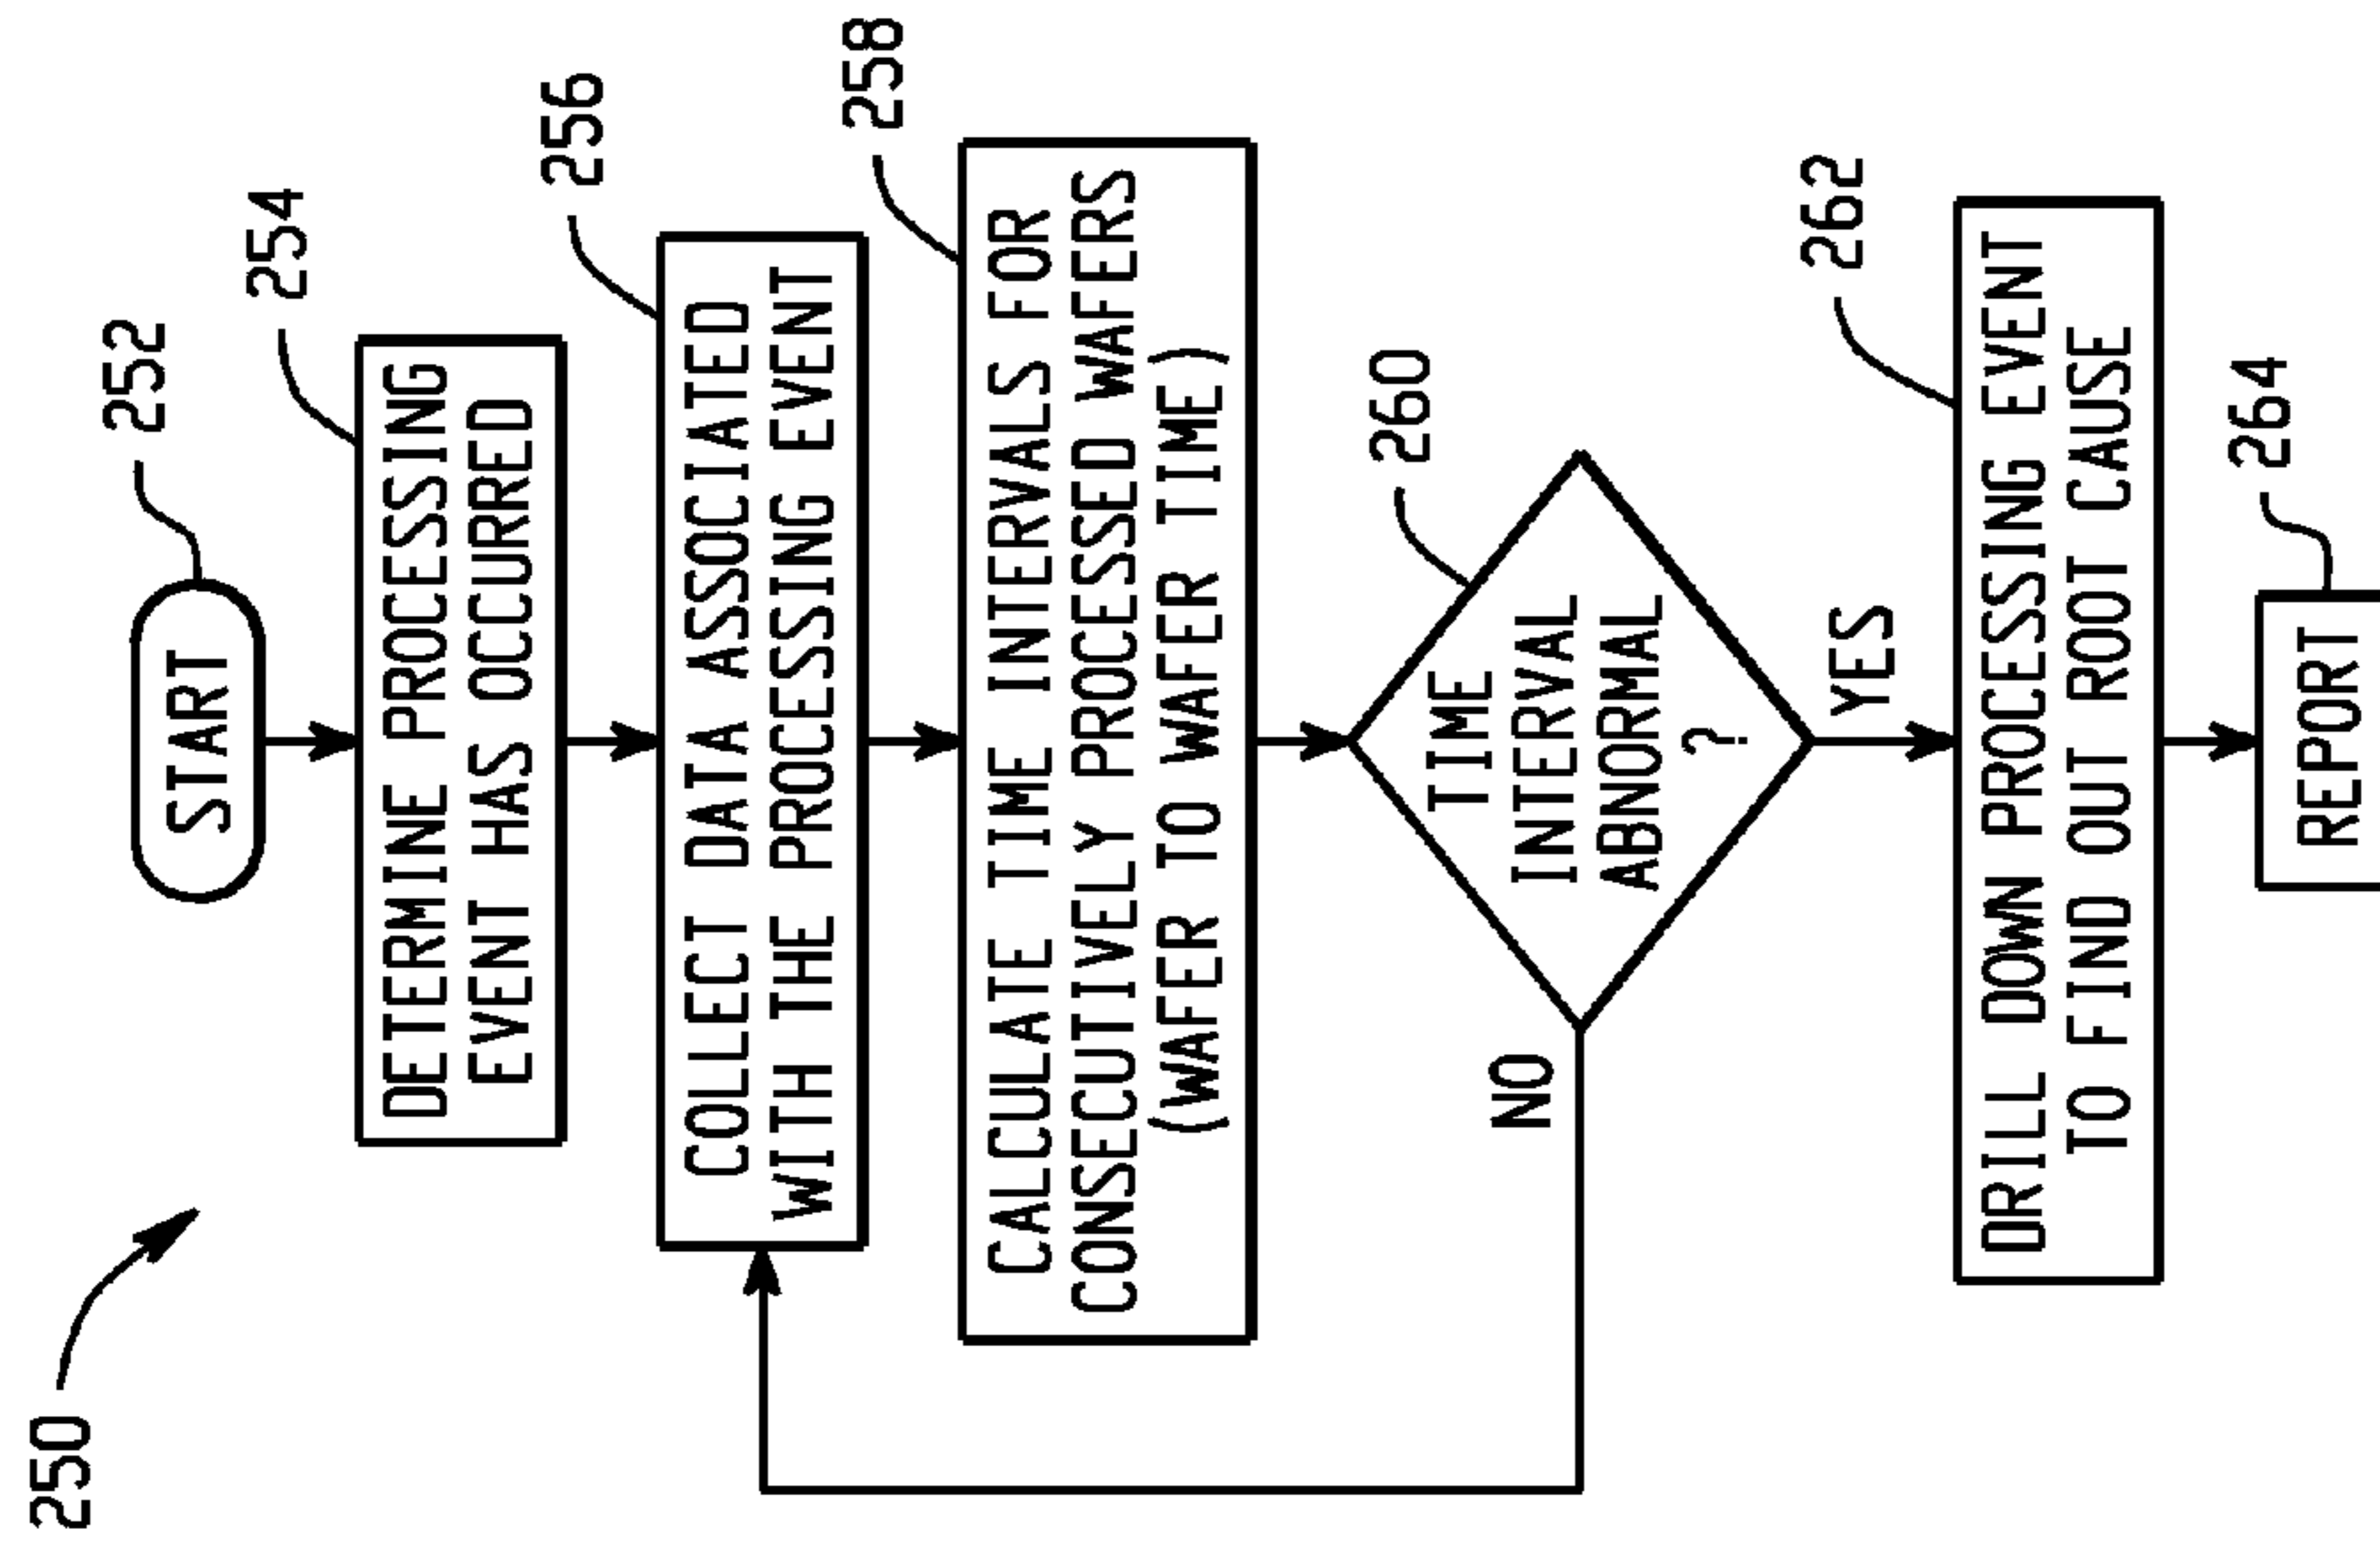 250
252
START
254
DETERMINE PROCESSING
EVENT HAS OCCURRED
256
COLLECT DATA ASSOCIATED
WITH THE PROCESSING EVENT
258
CALCULATE TIME INTERVALS FOR
CONSECUTIVELY PROCESSED WAFERS
(WAFER TO WAFER TIME)
260
TIME
INTERVAL
ABNORMAL
?
NO
YES
262
DRILL DOWN PROCESSING EVENT
TO FIND OUT ROOT CAUSE
264
REPORT